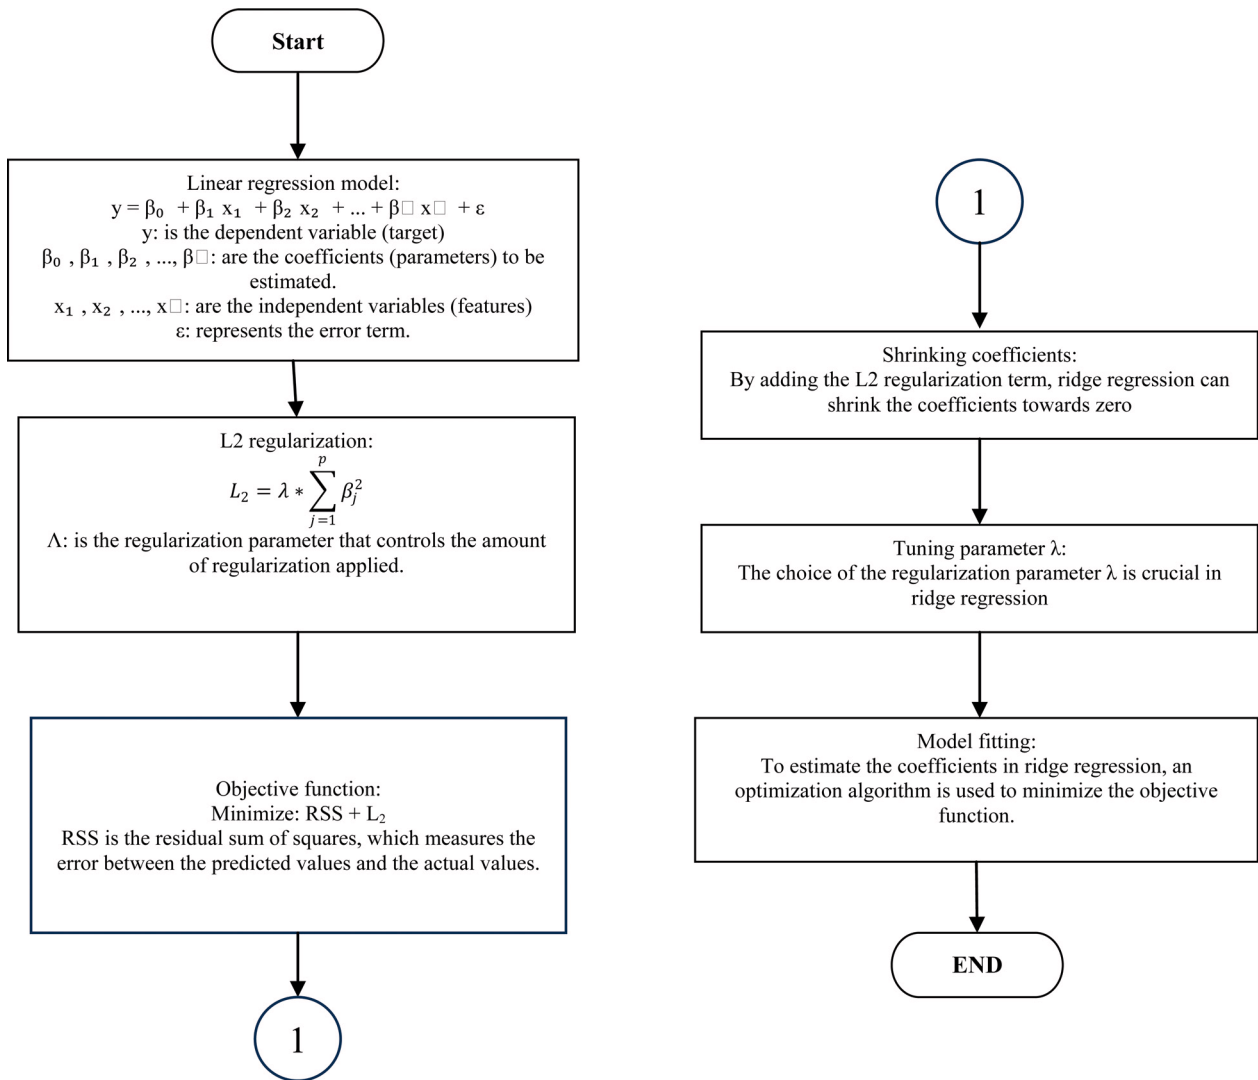 Start
Linear regression model:
y = β₀ + β₁ x₁ + β₂ x₂ + ... + β□ x□ + ε
y: is the dependent variable (target)
β₀ , β₁ , β₂ , ..., β□: are the coefficients (parameters) to be
estimated.
x₁ , x₂ , ..., x□: are the independent variables (features)
ε: represents the error term.
L2 regularization:
p
L₂ = λ * ∑ βⱼ²
j=1
Λ: is the regularization parameter that controls the amount
of regularization applied.
Objective function:
Minimize: RSS + L₂
RSS is the residual sum of squares, which measures the
error between the predicted values and the actual values.
1
1
Shrinking coefficients:
By adding the L2 regularization term, ridge regression can
shrink the coefficients towards zero
Tuning parameter λ:
The choice of the regularization parameter λ is crucial in
ridge regression
Model fitting:
To estimate the coefficients in ridge regression, an
optimization algorithm is used to minimize the objective
function.
END